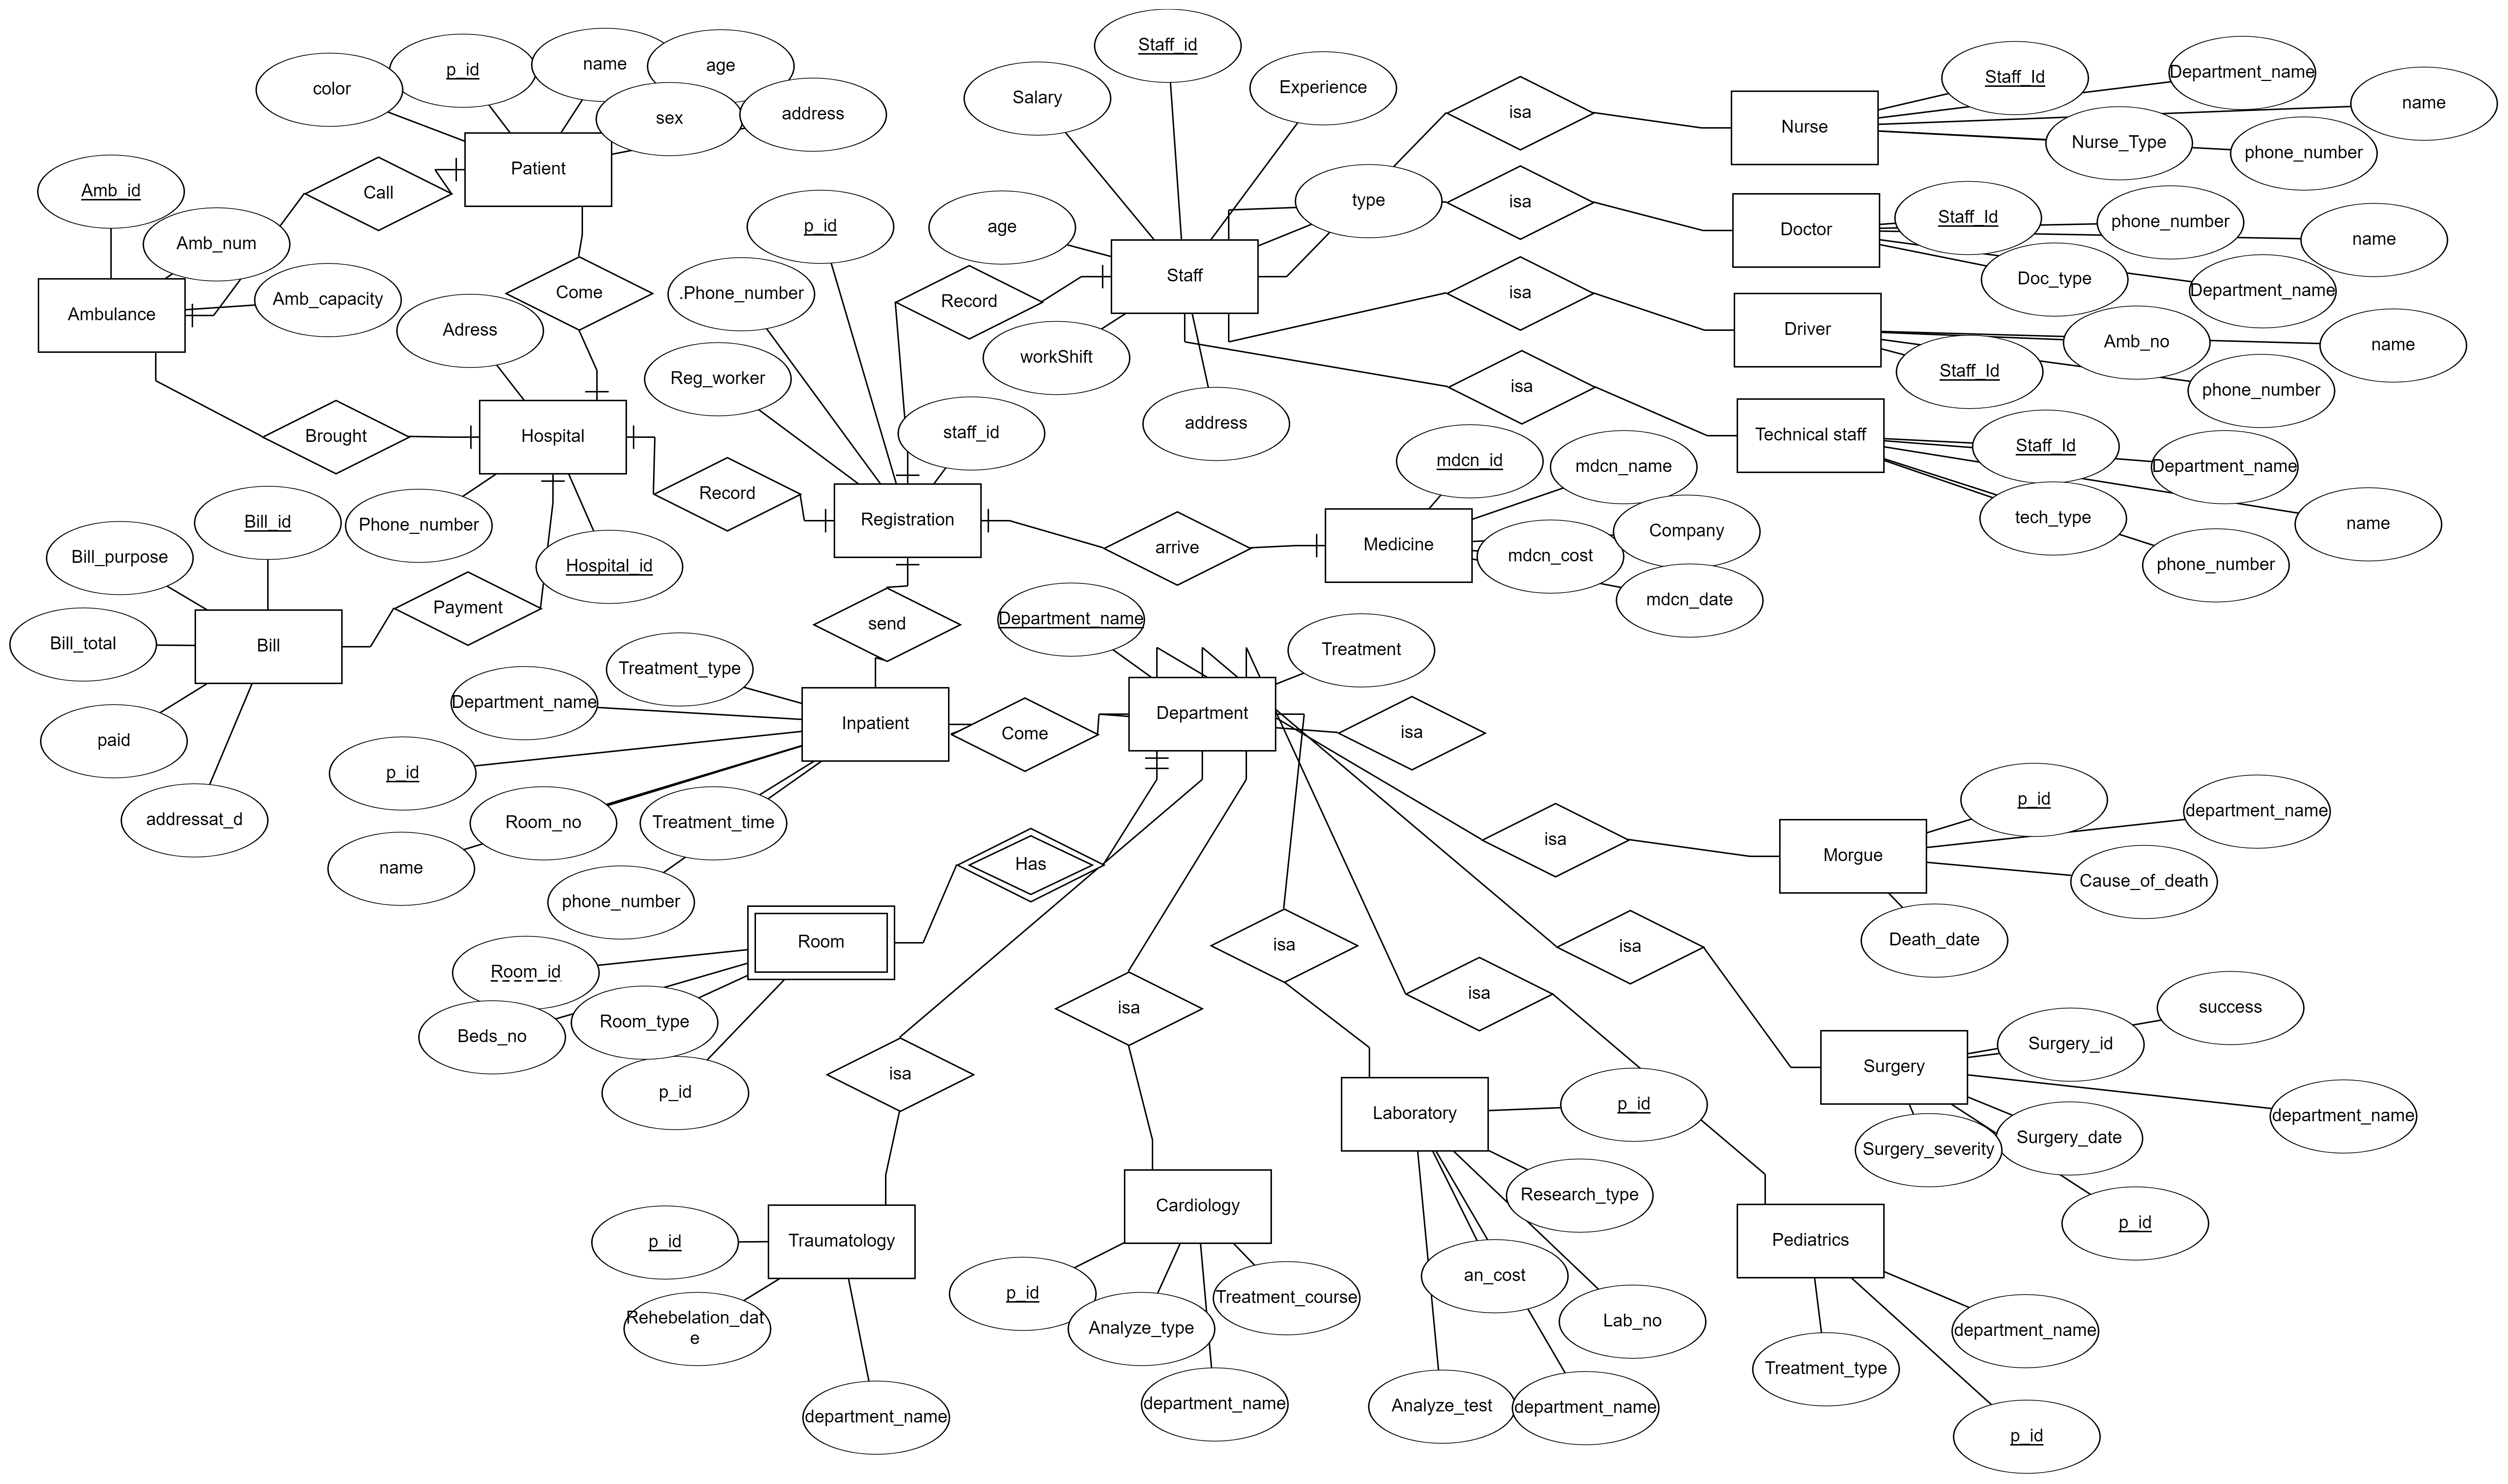 color
p_id
name
age
sex
address
Patient
Call
Amb_id
Amb_num
Amb_capacity
Ambulance
Come
Adress
Brought
Hospital
Phone_number
Hospital_id
Bill_id
Bill_purpose
Bill_total
Bill
Payment
paid
addressat_d
Record
p_id
.Phone_number
Reg_worker
staff_id
Registration
Record
Staff_id
Salary
Experience
age
type
Staff
workShift
address
isa
isa
isa
isa
Nurse
Staff_Id
Department_name
name
Nurse_Type
phone_number
Doctor
Staff_Id
phone_number
name
Doc_type
Department_name
Driver
Amb_no
name
Staff_Id
phone_number
Technical staff
Staff_Id
Department_name
tech_type
name
phone_number
arrive
Medicine
mdcn_id
mdcn_name
Company
mdcn_cost
mdcn_date
send
Treatment_type
Department_name
Inpatient
p_id
Room_no
Treatment_time
name
phone_number
Come
Department_name
Treatment
Department
isa
Has
Room
Room_id
Beds_no
Room_type
p_id
isa
isa
isa
isa
isa
isa
Morgue
p_id
department_name
Cause_of_death
Death_date
Surgery
success
Surgery_id
department_name
Surgery_severity
Surgery_date
p_id
Laboratory
p_id
Research_type
an_cost
Lab_no
Analyze_test
department_name
Pediatrics
department_name
Treatment_type
p_id
Cardiology
p_id
Analyze_type
Treatment_course
department_name
Traumatology
p_id
Rehebelation_dat
e
department_name